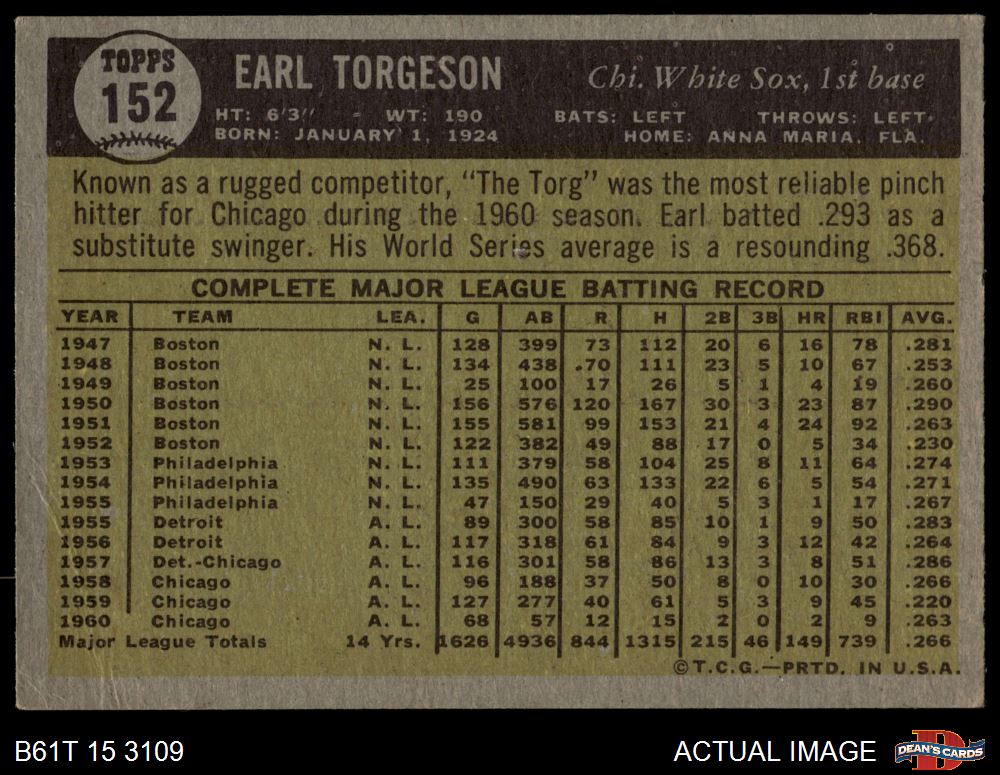 TOPPS
152
EARL TORGESON
Chi. White Sox, 1st base
HT: 6'3" - WT: 190 BATS: LEFT THROWS: LEFT
BORN: JANUARY 1, 1924 HOME: ANNA MARIA, FLA.
Known as a rugged competitor, "The Torg" was the most reliable pinch
hitter for Chicago during the 1960 season. Earl batted .293 as a
substitute swinger. His World Series average is a resounding .368.
COMPLETE MAJOR LEAGUE BATTING RECORD
YEAR TEAM LEA. G AB R H 2B 3B HR RBI AVG.
1947 Boston N. L. 128 399 73 112 20 6 16 78 .281
1948 Boston N. L. 134 438 .70 111 23 5 10 67 .253
1949 Boston N. L. 25 100 17 26 5 1 4 19 .260
1950 Boston N. L. 156 576 120 167 30 3 23 87 .290
1951 Boston N. L. 155 581 99 153 21 4 24 92 .263
1952 Boston N. L. 122 382 49 88 17 0 5 34 .230
1953 Philadelphia N. L. 111 379 58 104 25 8 11 64 .274
1954 Philadelphia N. L. 135 490 63 133 22 6 5 54 .271
1955 Philadelphia N. L. 47 150 29 40 5 3 1 17 .267
1955 Detroit A. L. 89 300 58 85 10 1 9 50 .283
1956 Detroit A. L. 117 318 61 84 9 3 12 42 .264
1957 Det.-Chicago A. L. 116 301 58 86 13 3 8 51 .286
1958 Chicago A. L. 96 188 37 50 8 0 10 30 .266
1959 Chicago A. L. 127 277 40 61 5 3 9 45 .220
1960 Chicago A. L. 68 57 12 15 2 0 2 9 .263
Major League Totals 14 Yrs. 1626 4936 844 1315 215 46 149 739 .266
©T.C.G.—PRTD. IN U.S.A.
B61T 15 3109
ACTUAL IMAGE
D
DEAN'S CARDS